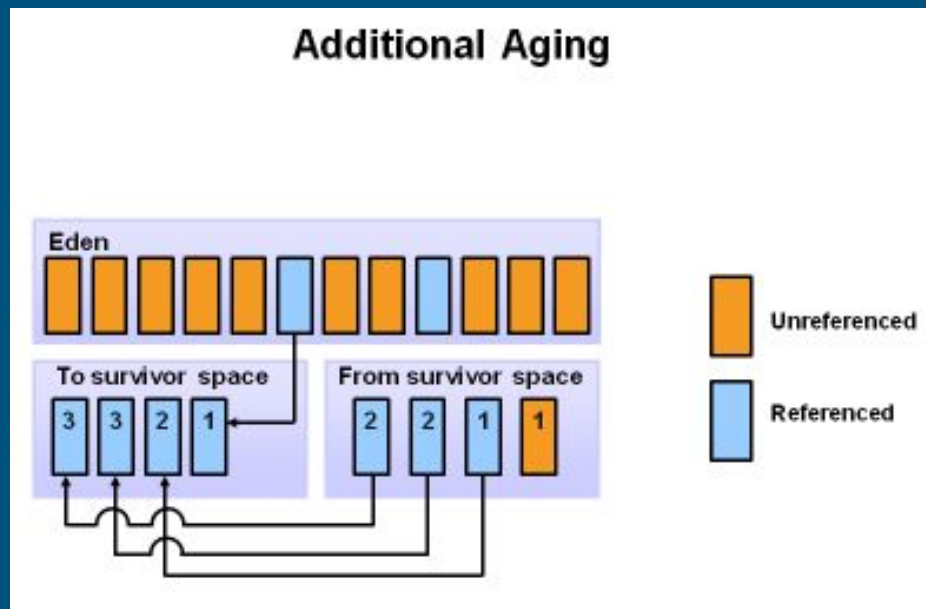 Additional Aging
Eden
Unreferenced
To survivor space
From survivor space
3 3 2 1
2 2 1 1
Referenced